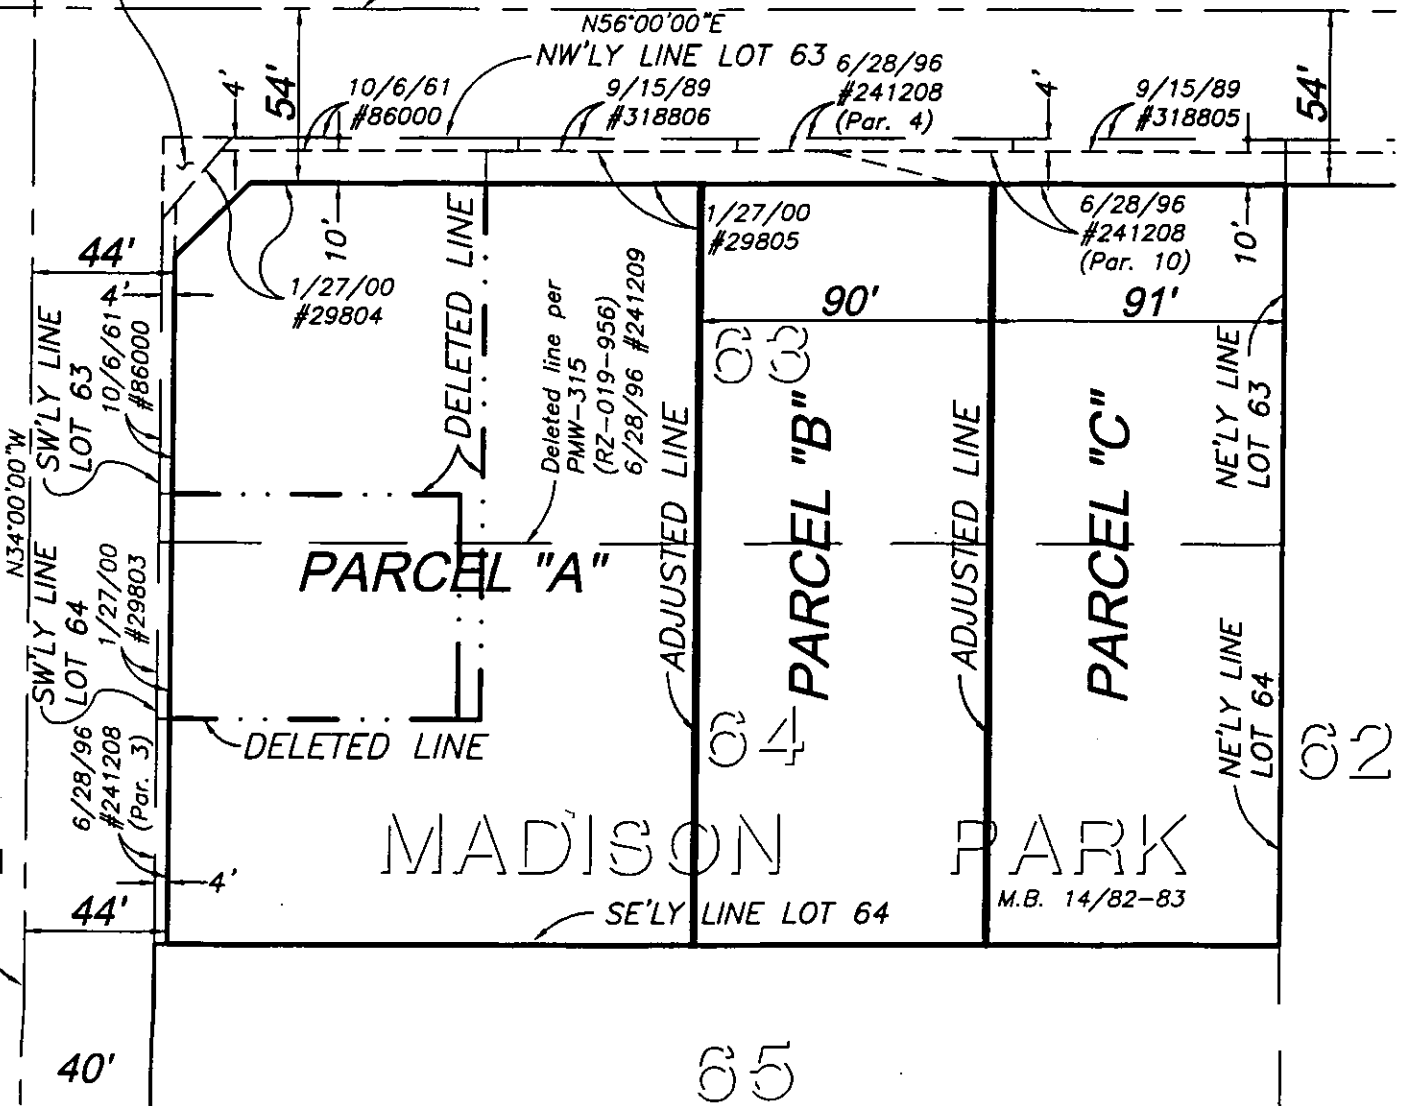 N56°00'00"E
NW'LY LINE LOT 63
54'
4'
10/6/61
#86000
9/15/89
#318806
6/28/96
#241208
(Par. 4)
4'
9/15/89
#318805
54'
10'
1/27/00
#29804
1/27/00
#29805
6/28/96
#241208
(Par. 10)
10'
44'
4'
90'
91'
SW'LY LINE
LOT 63
10/6/61
#86000
DELETED LINE
Deleted line per
PMW-315
(RZ-019-956)
6/28/96 #241209
63
NE'LY LINE
LOT 63
N34°00'00"W
PARCEL "A"
ADJUSTED LINE
PARCEL "B"
ADJUSTED LINE
PARCEL "C"
SW'LY LINE
LOT 64
1/27/00
#29803
DELETED LINE
64
NE'LY LINE
LOT 64
62
6/28/96
#241208
(Par. 3)
MADISON PARK
M.B. 14/82-83
4'
44'
SE'LY LINE LOT 64
40'
65